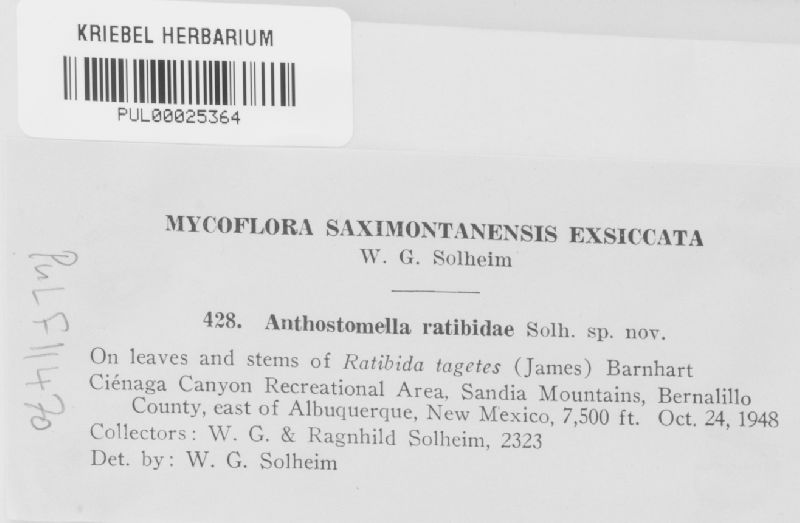 KRIEBEL HERBARIUM
PUL00025364
MYCOFLORA SAXIMONTANENSIS EXSICCATA
W. G. Solheim
428. Anthostomella ratibidae Solh. sp. nov.
On leaves and stems of Ratibida tagetes (James) Barnhart
Ciénaga Canyon Recreational Area, Sandia Mountains, Bernalillo
County, east of Albuquerque, New Mexico, 7,500 ft. Oct. 24, 1948
Collectors: W. G. & Ragnhild Solheim, 2323
Det. by: W. G. Solheim
PuL F11470